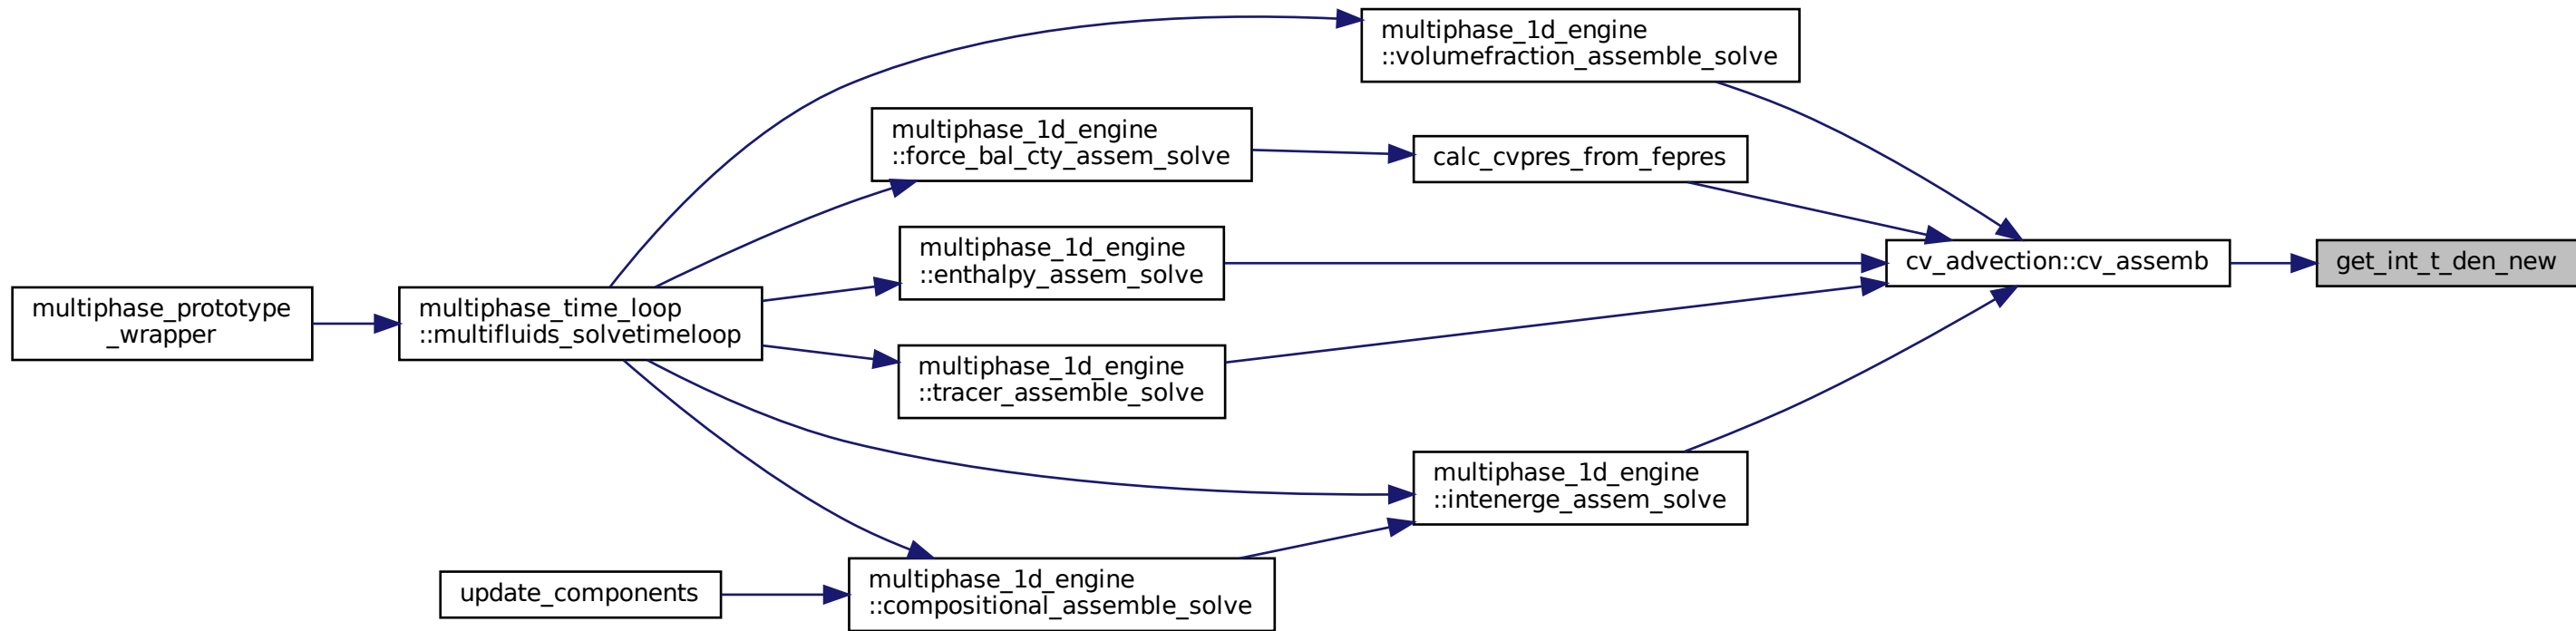 multiphase_1d_engine
::volumefraction_assemble_solve
multiphase_1d_engine
::force_bal_cty_assem_solve
calc_cvpres_from_fepres
multiphase_1d_engine
::enthalpy_assem_solve
cv_advection::cv_assemb
get_int_t_den_new
multiphase_prototype
_wrapper
multiphase_time_loop
::multifluids_solvetimeloop
multiphase_1d_engine
::tracer_assemble_solve
multiphase_1d_engine
::intenerge_assem_solve
update_components
multiphase_1d_engine
::compositional_assemble_solve